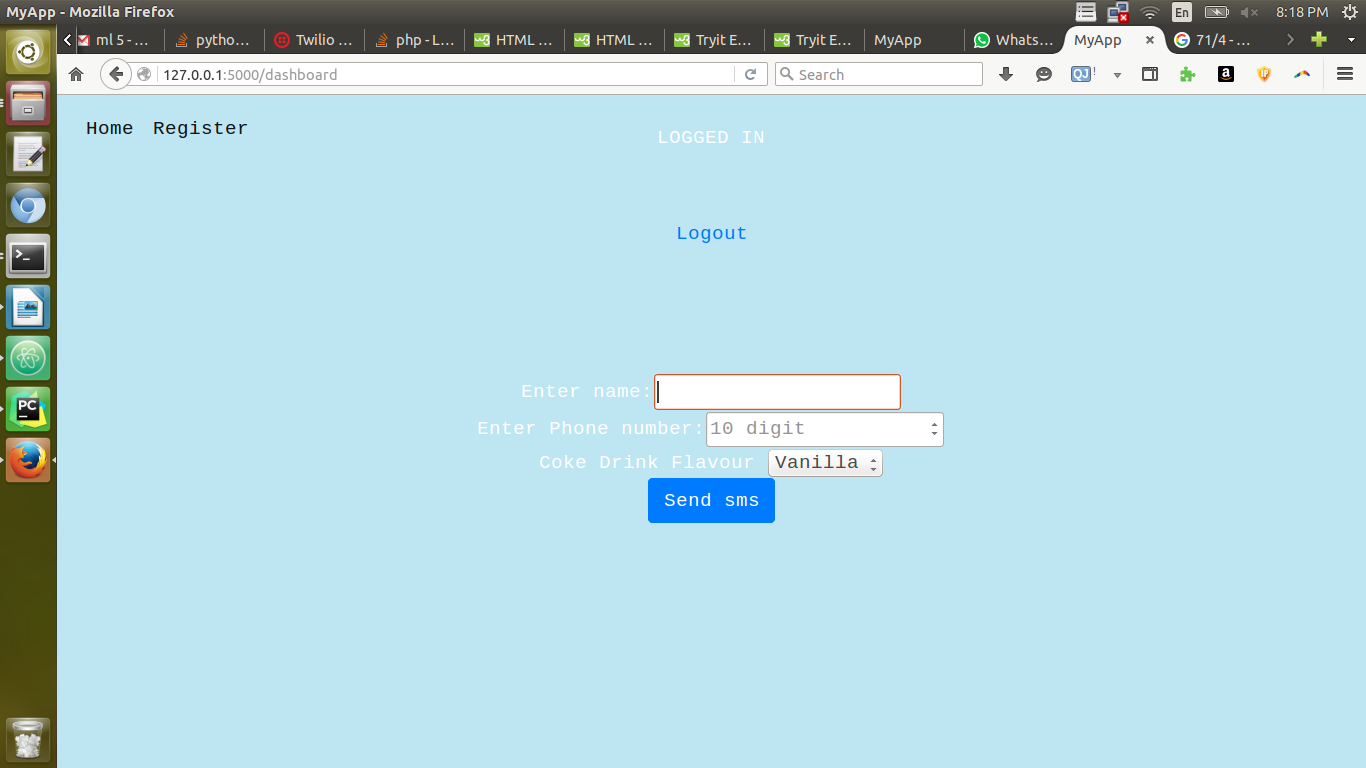 MyApp - Mozilla Firefox
En
8:18 PM
ml 5 - ...
pytho...
Twilio ...
php - L...
HTML ...
HTML ...
Tryit E...
Tryit E...
MyApp
Whats...
MyApp
71/4 - ...
127.0.0.1:5000/dashboard
Search
QJ !
Home Register
LOGGED IN
Logout
Enter name:
Enter Phone number: 10 digit
Coke Drink Flavour Vanilla
Send sms
PC